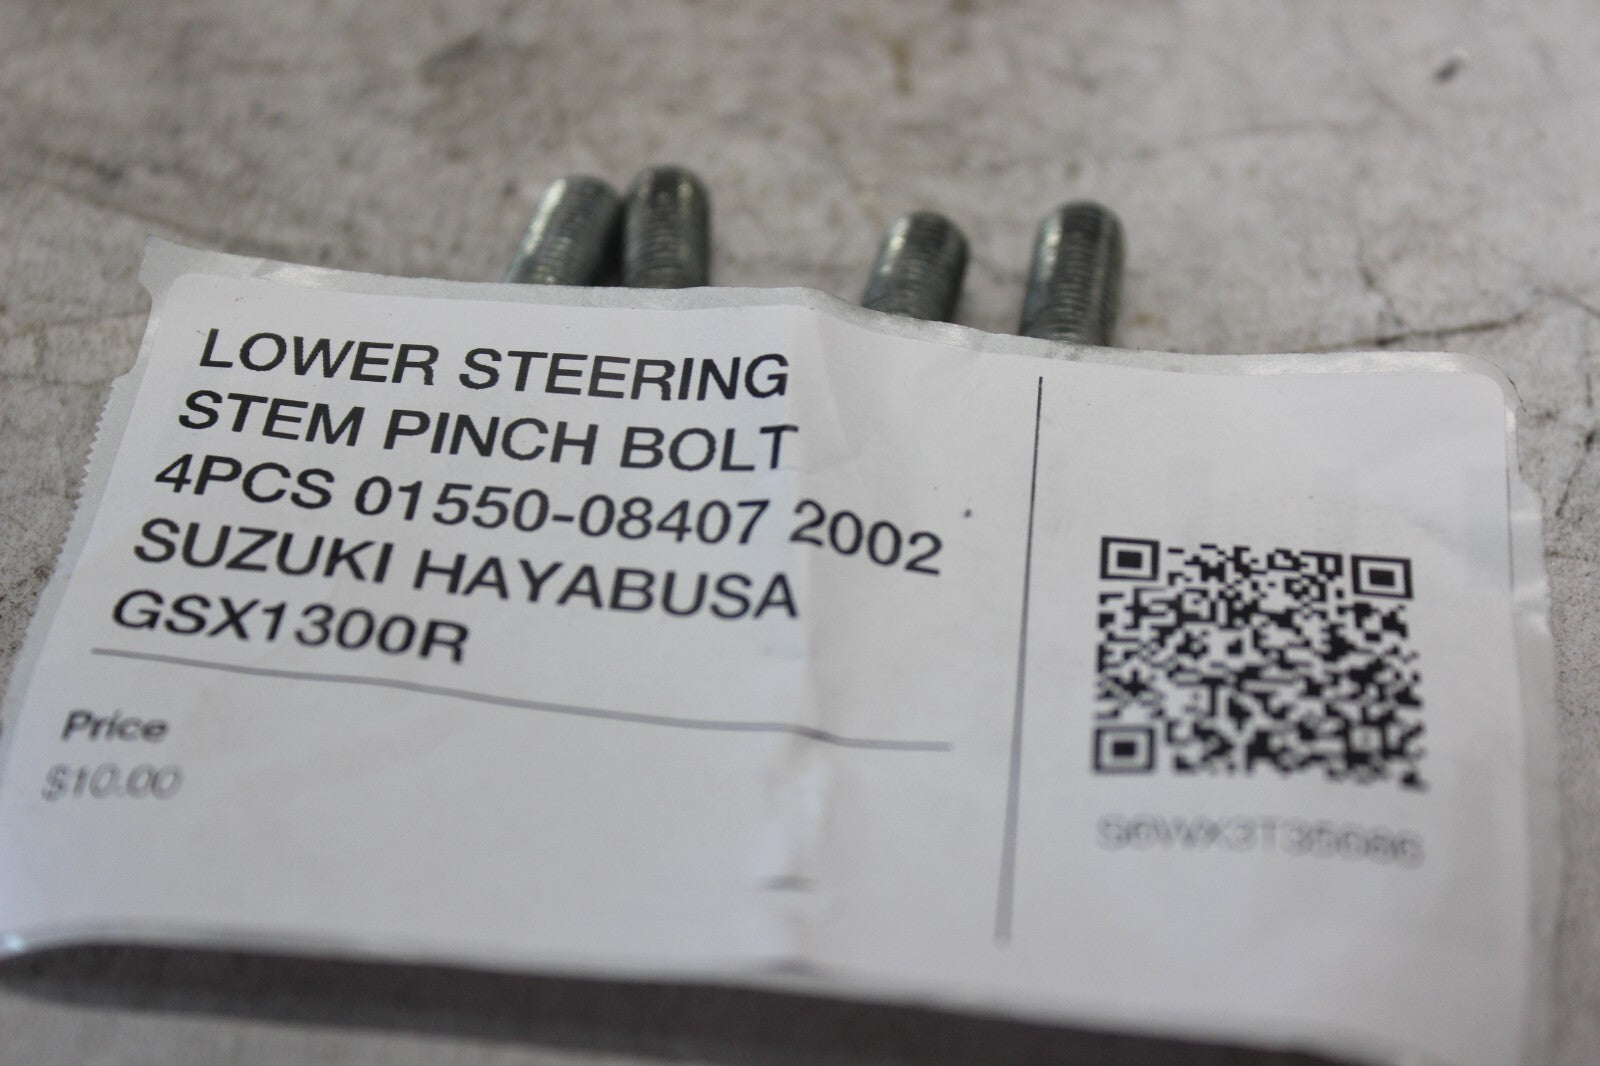 LOWER STEERING
STEM PINCH BOLT
4PCS 01550-08407 2002
SUZUKI HAYABUSA
GSX1300R
Price
$10.00